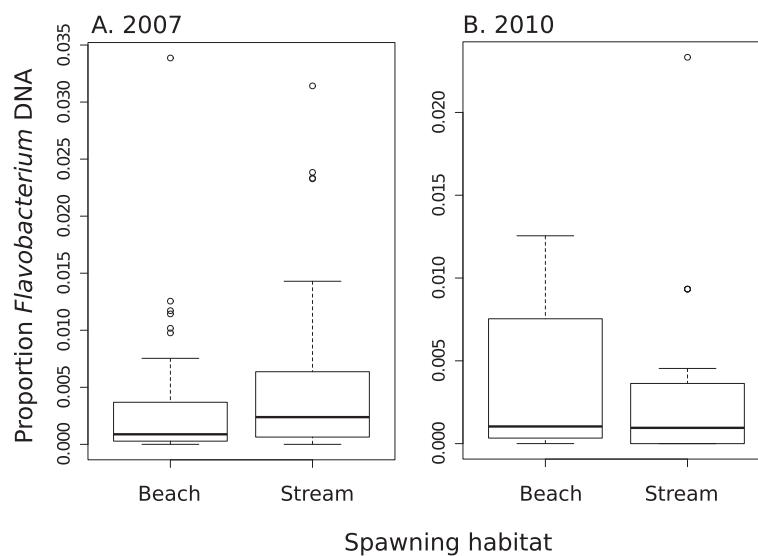 A. 2007
B. 2010
Proportion Flavobacterium DNA
0.035
0.030
0.025
0.020
0.015
0.010
0.005
0.000
0.020
0.015
0.010
0.005
0.000
Beach Stream
Beach Stream
Spawning habitat